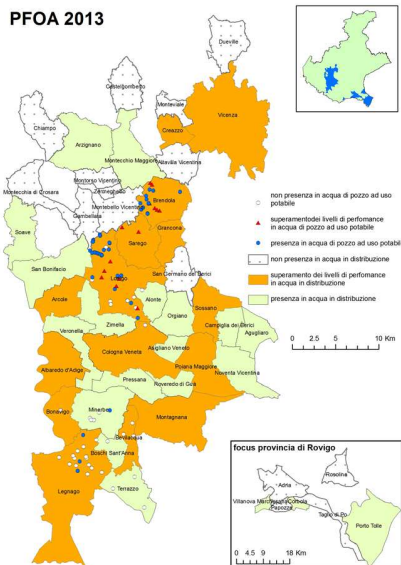 PFOA 2013
Dueville
Castelgomberto
Monteviale
Vicenza
Creazzo
Chiampo
Arzignano
Montecchio Maggiore
Altavilla Vicentina
Montorso Vicentino
Zermeghedo
Montecchia di Crosara
Montebello Vicentino
Brendola
Gambellara
Soave
Grancona
Sarego
San Bonifacio
Lonigo
San Germano dei Berici
Arcole
Alonte
Sossano
Orgiano
Zimella
Campiglia dei Berici
Agugliaro
Veronella
Asigliano Veneto
Cologna Veneta
Albaredo d'Adige
Poiana Maggiore
Noventa Vicentina
Pressana
Roveredo di Guà
Bonavigo
Minerbe
Montagnana
Bevilacqua
Boschi Sant'Anna
Legnago
Terrazzo
non presenza in acqua di pozzo ad uso
potabile
superamentodei livelli di perfomance
in acqua di pozzo ad uso potabile
presenza in acqua di pozzo ad uso potabile
non presenza in acqua in distribuzione
superamento dei livelli di perfomance
in acqua in distribuzione
presenza in acqua in distribuzione
0 2.5 5 10 Km
focus provincia di Rovigo
Rosolina
Adria
Villanova Marchesana
Corbola
Papozze
Taglio di Po
Porto Tolle
0 4.5 9 18 Km